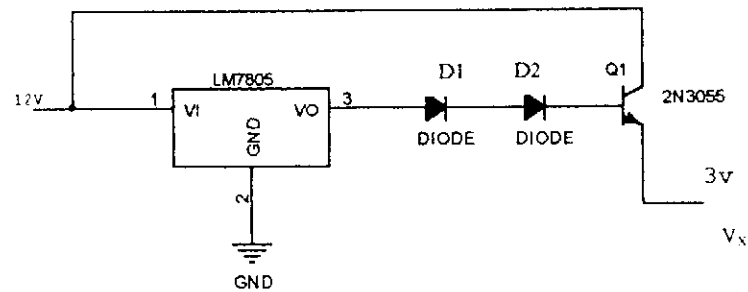 LM7805
D1
D2
Q1
12V
1
VI
VO
3
2N3055
GND
DIODE
DIODE
2
3v
Vx
GND